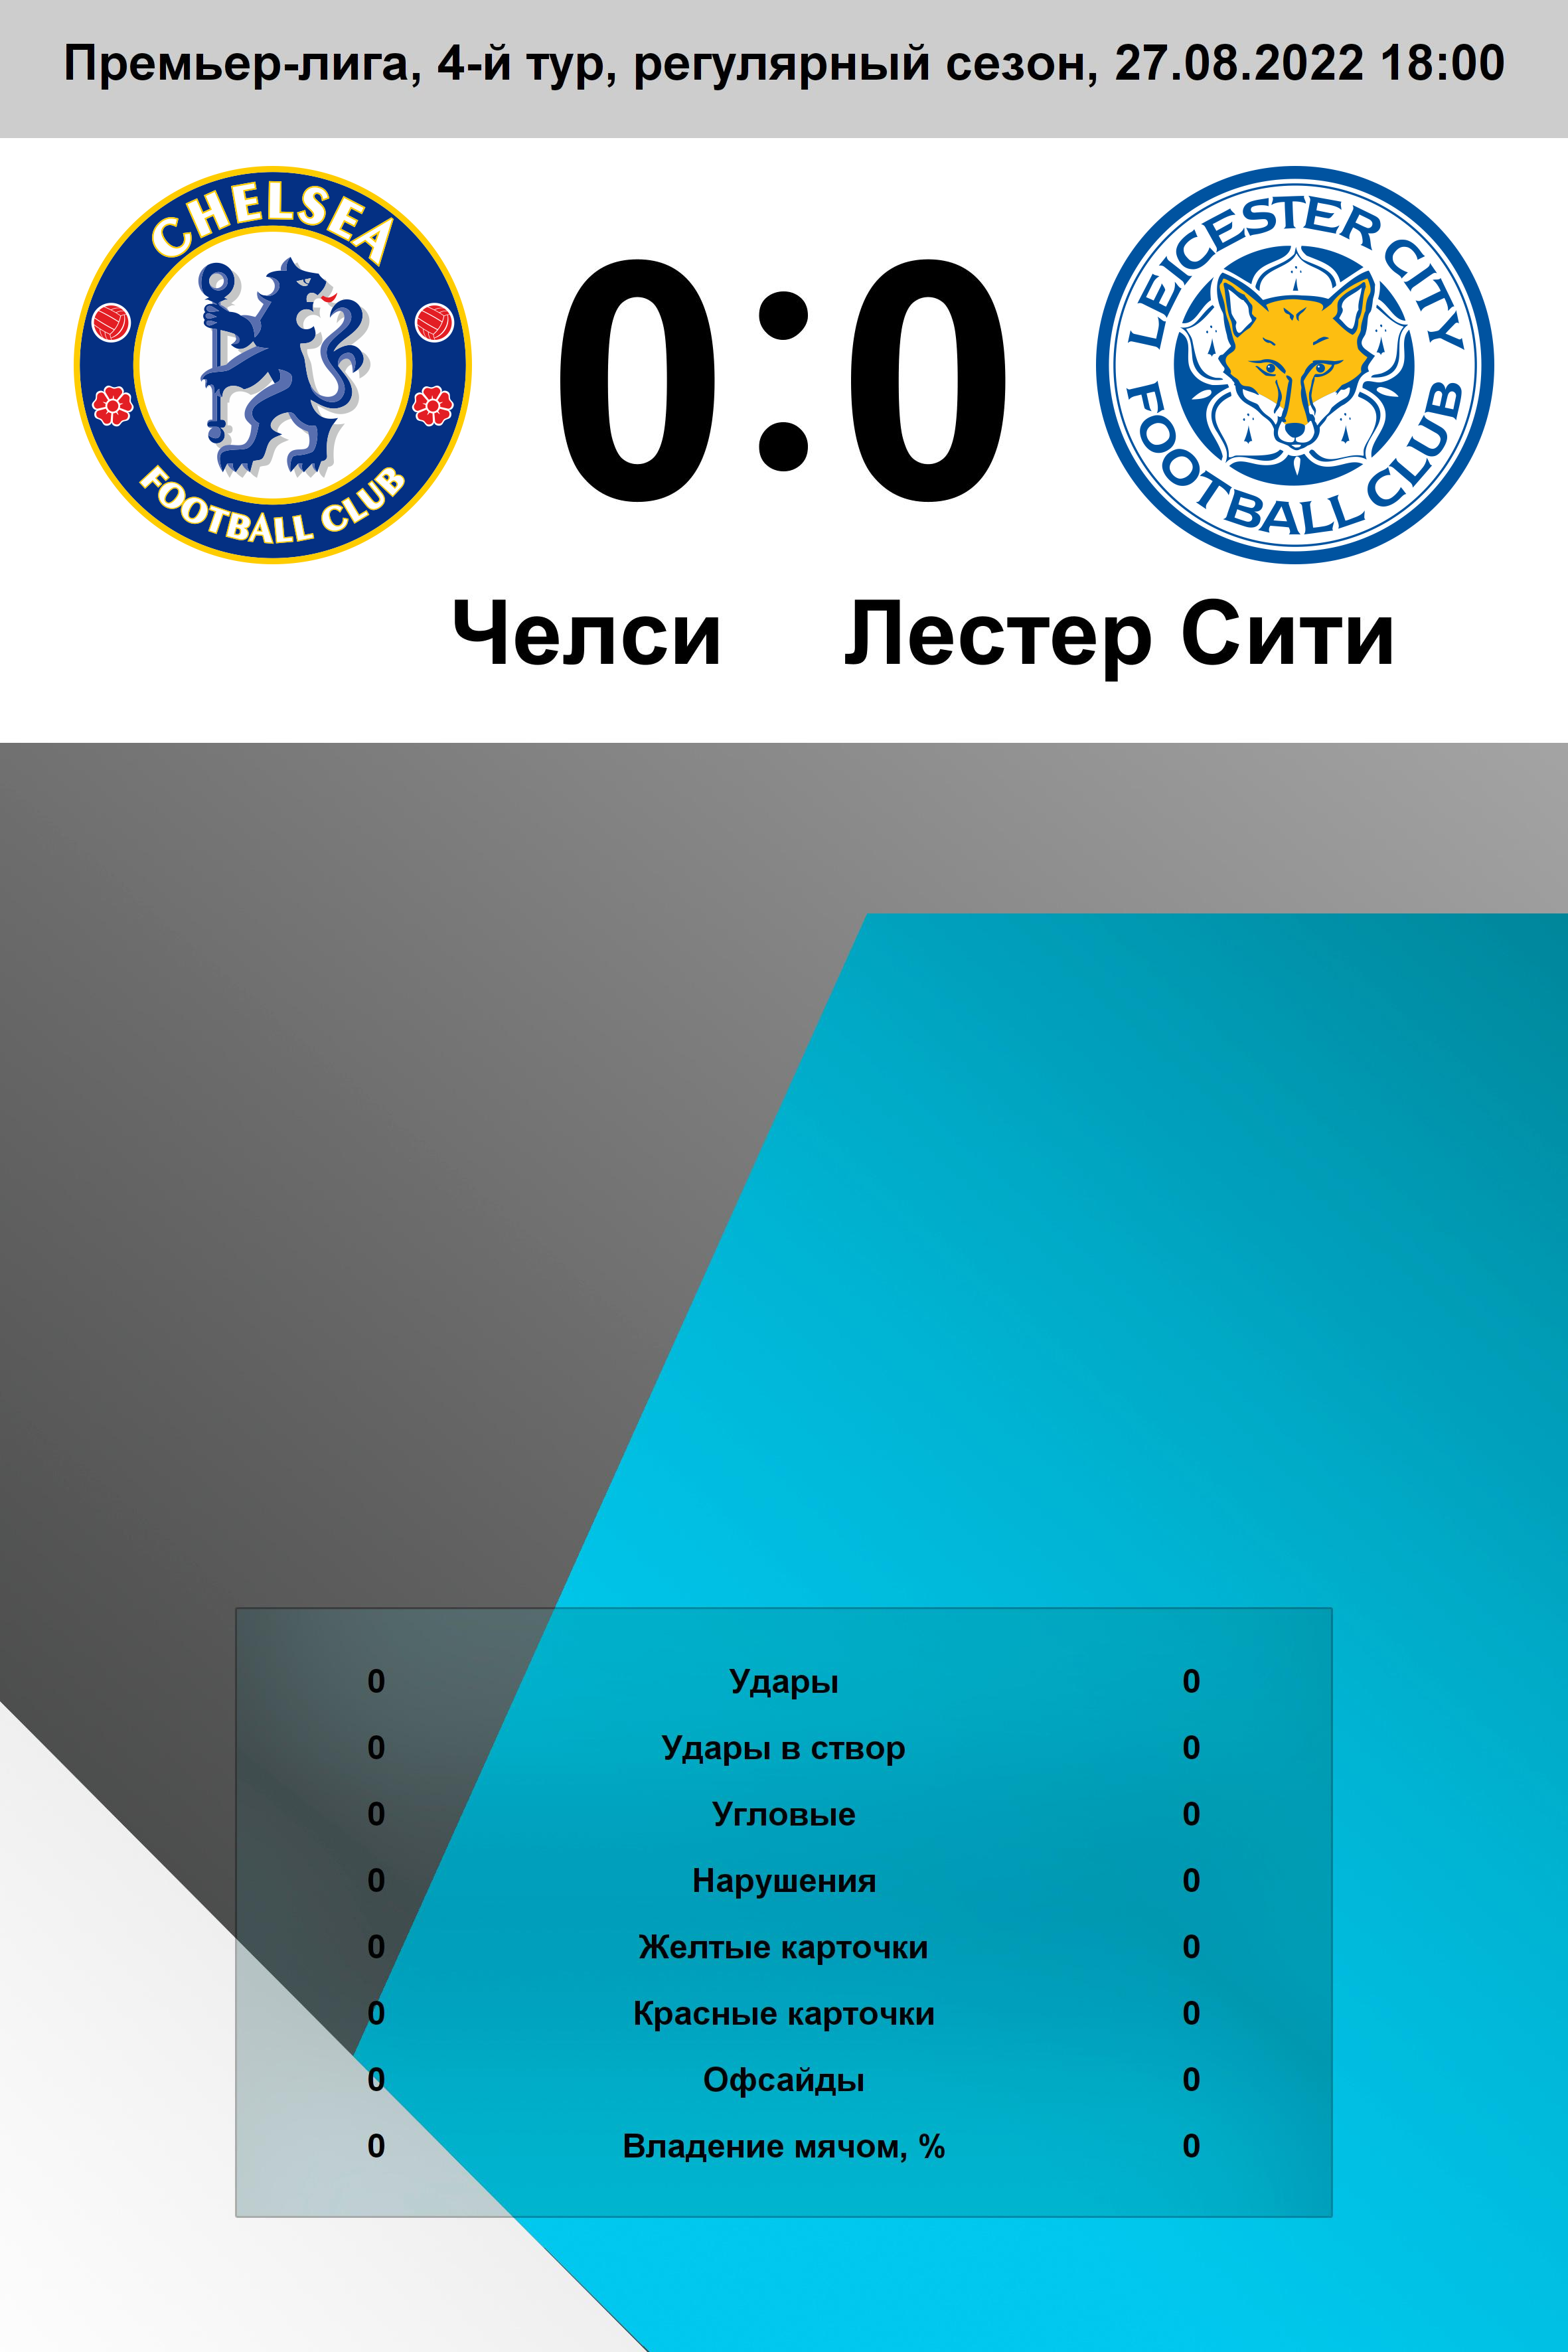 Премьер-лига, 4-й тур, регулярный сезон, 27.08.2022 18:00
CHELSEA
FOOTBALL CLUB
0:0
LEICESTER CITY
FOOTBALL CLUB
Челси Лестер Сити
0 Удары 0
0 Удары в створ 0
0 Угловые 0
0 Нарушения 0
0 Желтые карточки 0
0 Красные карточки 0
0 Офсайды 0
0 Владение мячом, % 0